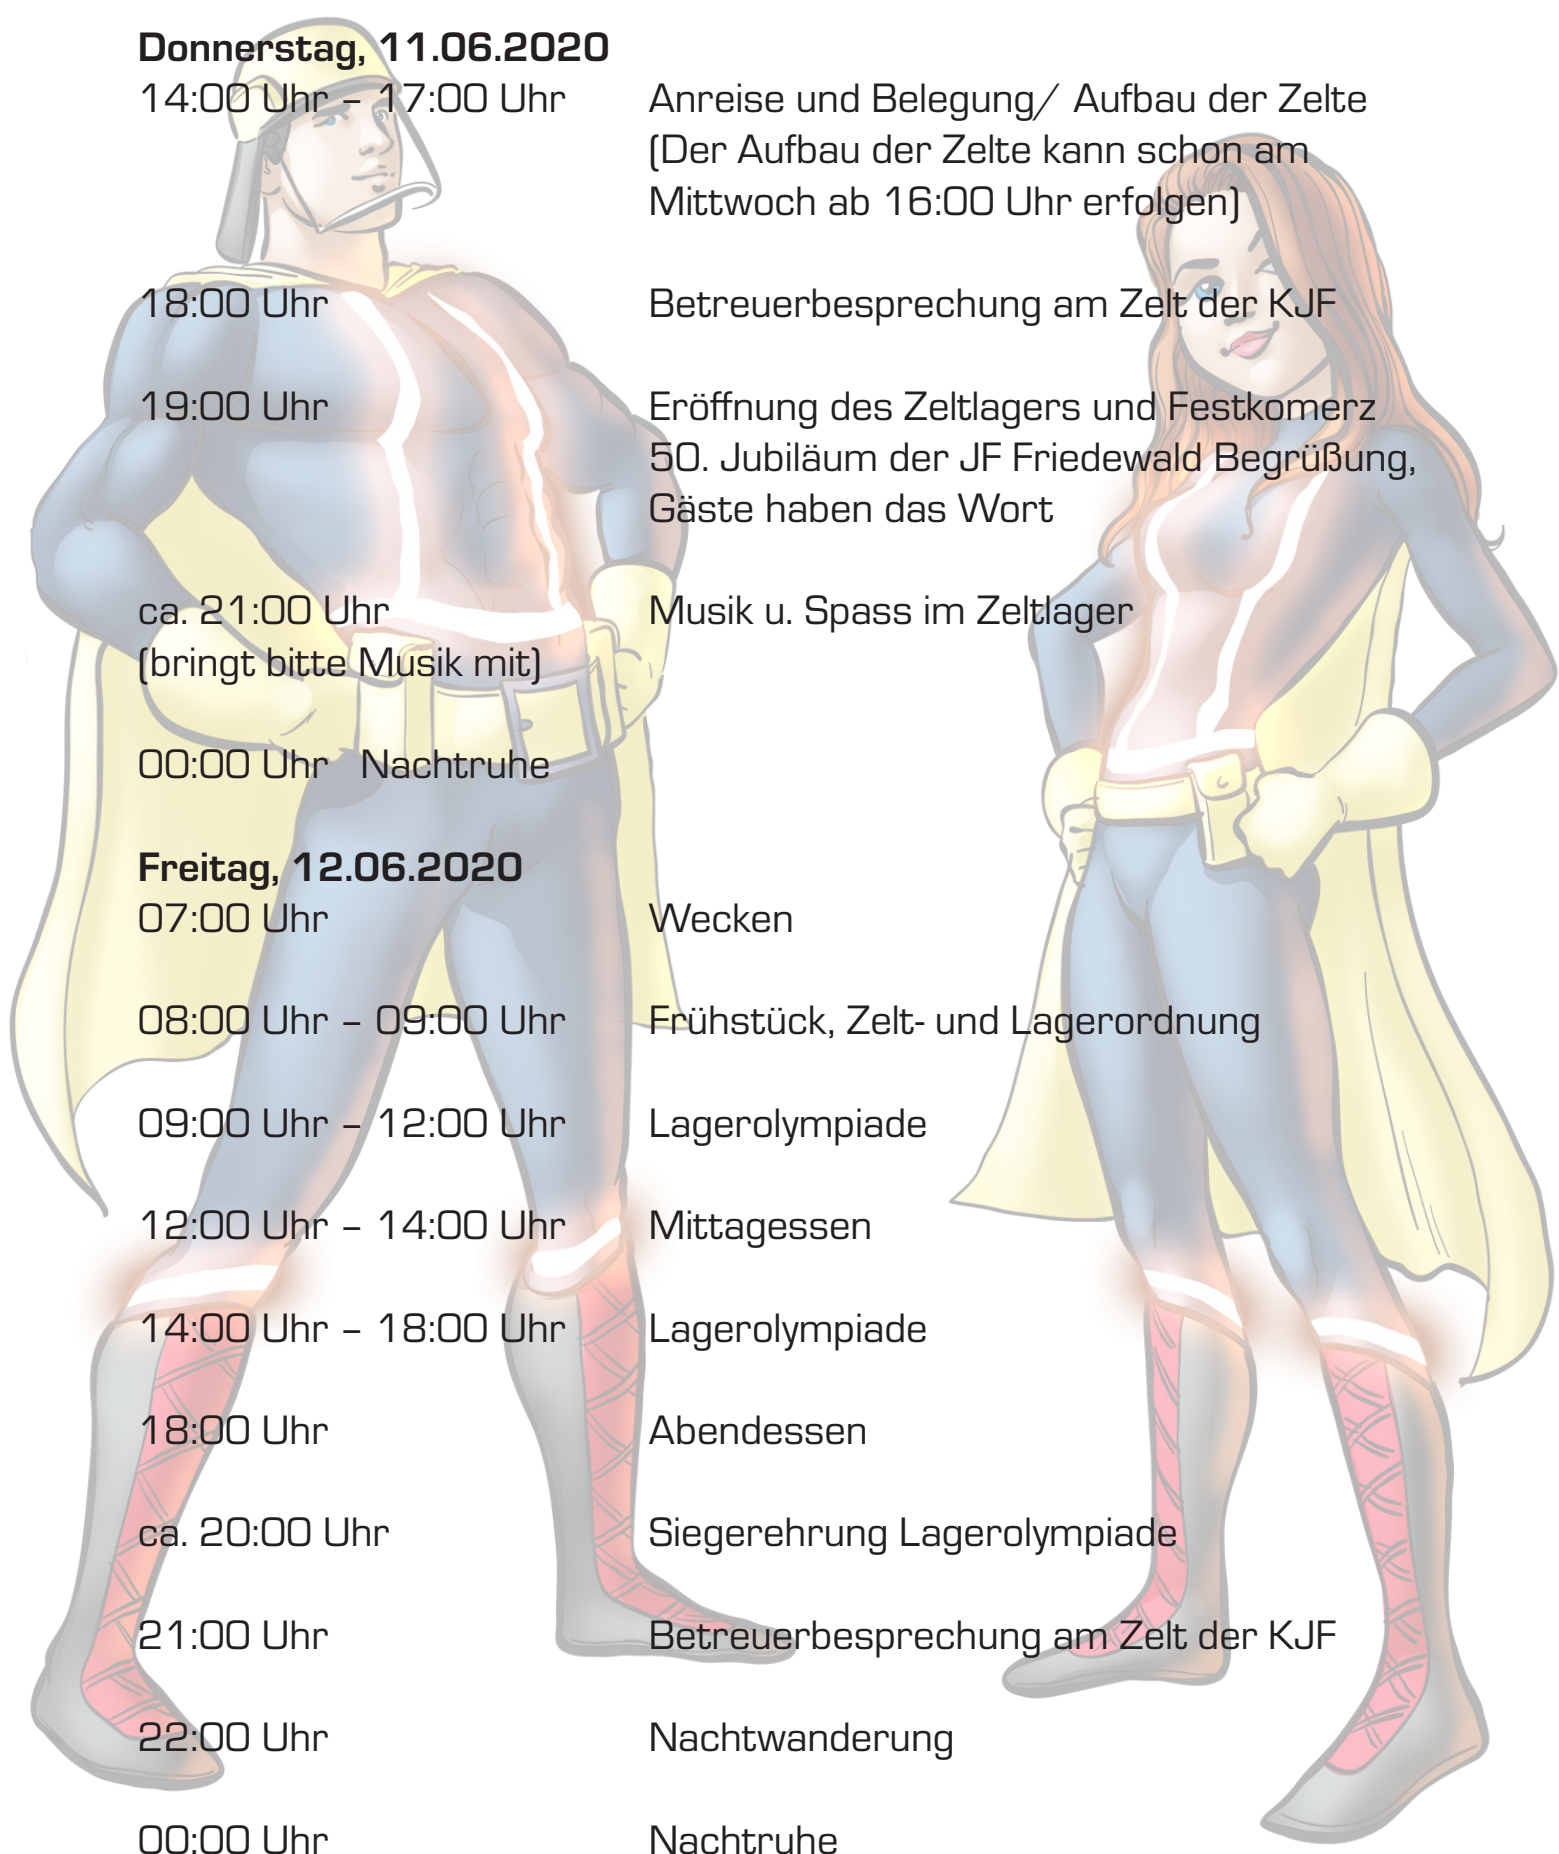 Donnerstag, 11.06.2020
14:00 Uhr – 17:00 Uhr Anreise und Belegung/ Aufbau der Zelte
(Der Aufbau der Zelte kann schon am
Mittwoch ab 16:00 Uhr erfolgen)
18:00 Uhr Betreuerbesprechung am Zelt der KJF
19:00 Uhr Eröffnung des Zeltlagers und Festkomerz
50. Jubiläum der JF Friedewald Begrüßung,
Gäste haben das Wort
ca. 21:00 Uhr Musik u. Spass im Zeltlager
(bringt bitte Musik mit)
00:00 Uhr Nachtruhe
Freitag, 12.06.2020
07:00 Uhr Wecken
08:00 Uhr – 09:00 Uhr Frühstück, Zelt- und Lagerordnung
09:00 Uhr – 12:00 Uhr Lagerolympiade
12:00 Uhr – 14:00 Uhr Mittagessen
14:00 Uhr – 18:00 Uhr Lagerolympiade
18:00 Uhr Abendessen
ca. 20:00 Uhr Siegerehrung Lagerolympiade
21:00 Uhr Betreuerbesprechung am Zelt der KJF
22:00 Uhr Nachtwanderung
00:00 Uhr Nachtruhe